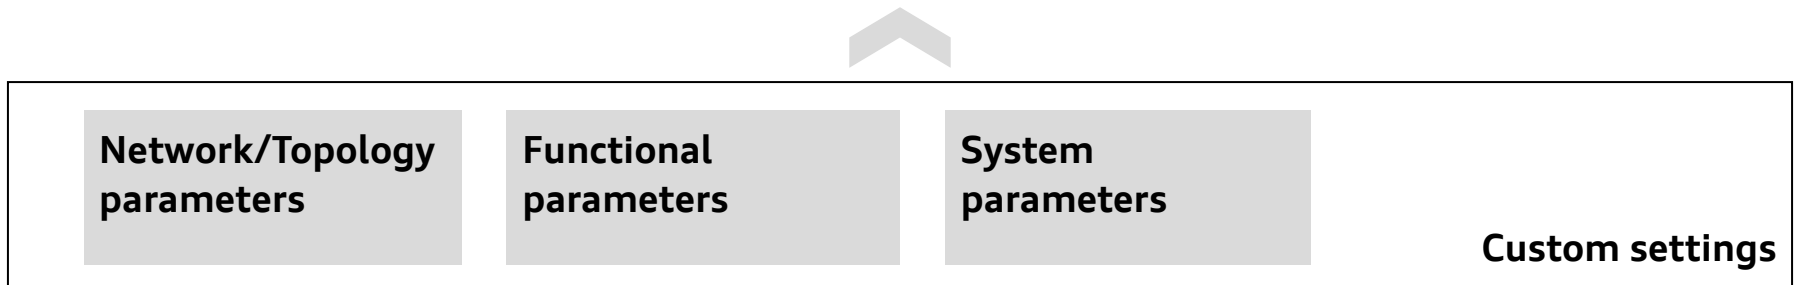 Network/Topology
parameters
Functional
parameters
System
parameters
Custom settings